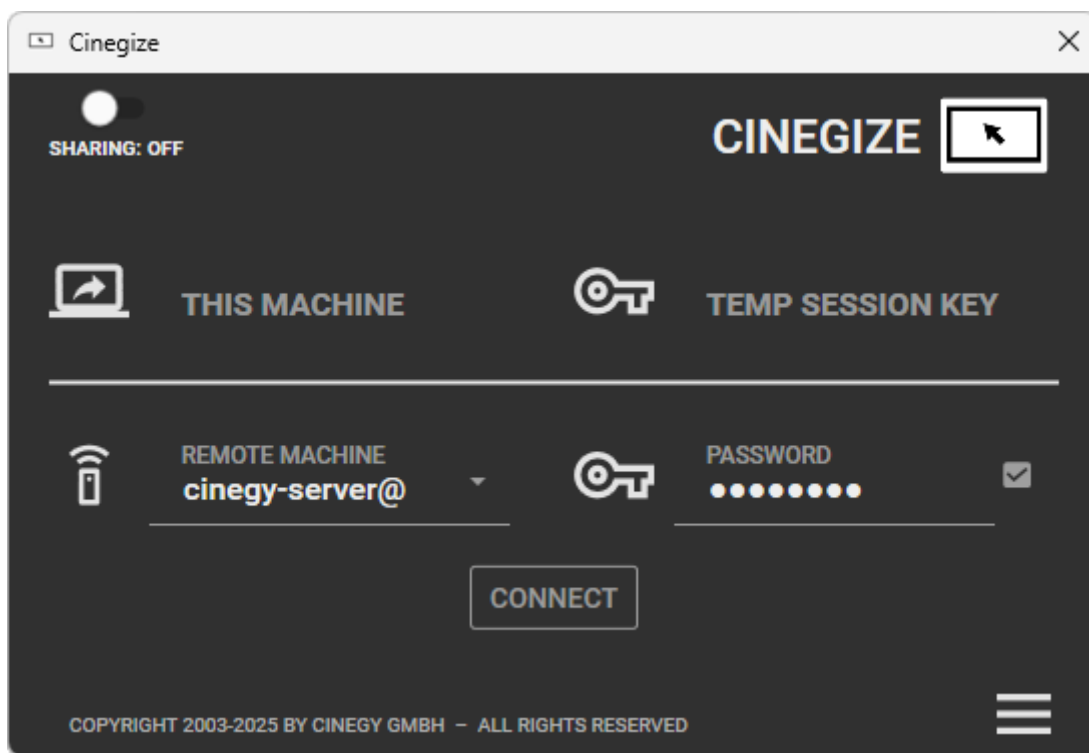 Cinegize
SHARING: OFF
CINEGIZE
THIS MACHINE
TEMP SESSION KEY
REMOTE MACHINE
cinegy-server@
PASSWORD
●●●●●●●●
CONNECT
COPYRIGHT 2003-2025 BY CINEGY GMBH – ALL RIGHTS RESERVED